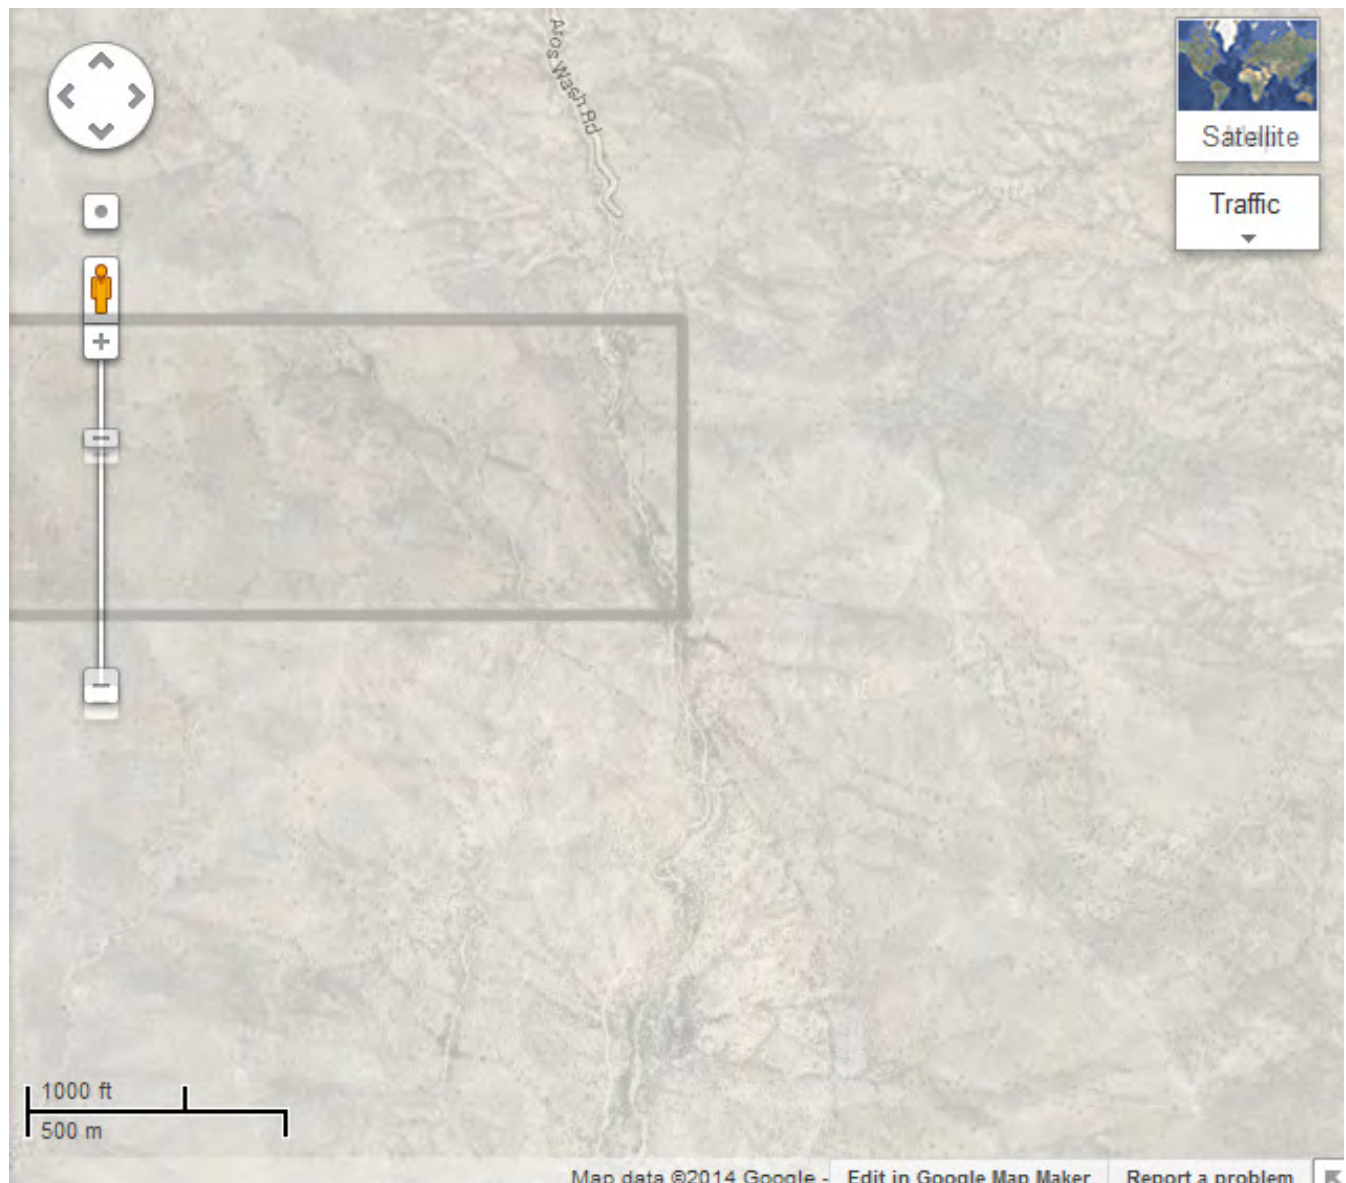 Aros Wash Rd
Satellite
Traffic
+
1000 ft
500 m
Map data ©2014 Google - Edit in Google Map Maker Report a problem